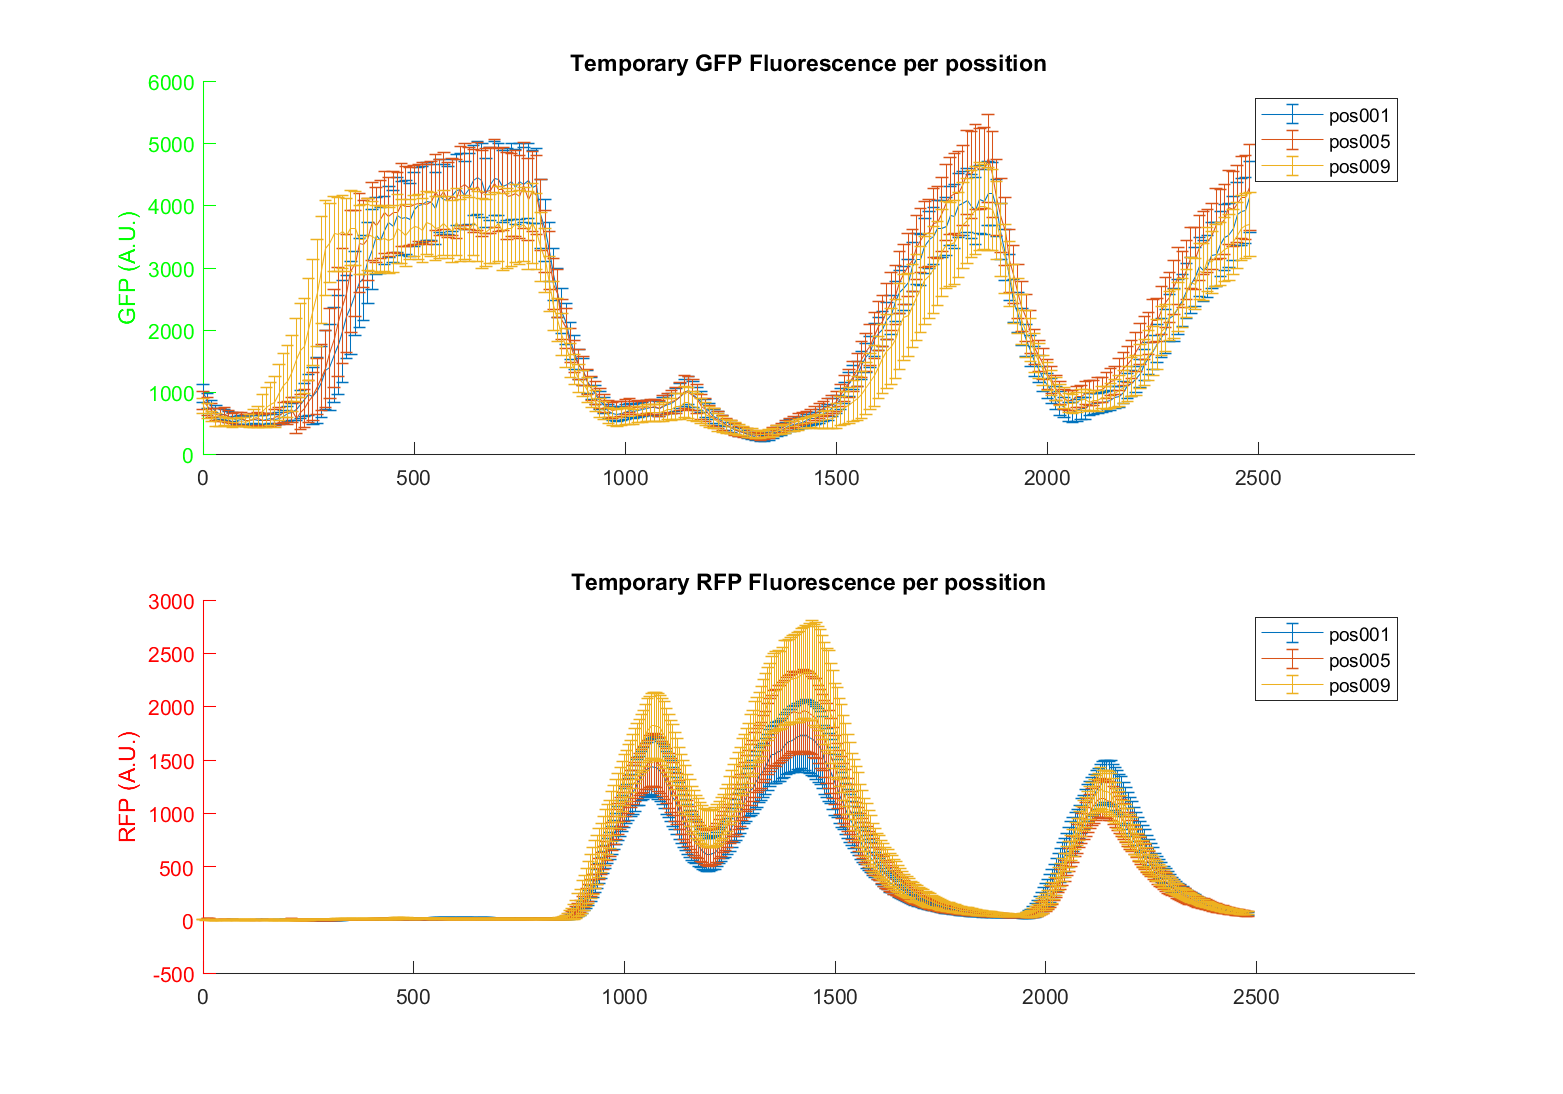 Temporary GFP Fluorescence per possition
6000
5000
4000
3000
2000
1000
0
GFP (A.U.)
0 500 1000 1500 2000 2500
pos001
pos005
pos009
Temporary RFP Fluorescence per possition
3000
2500
2000
1500
1000
500
0
-500
RFP (A.U.)
0 500 1000 1500 2000 2500
pos001
pos005
pos009